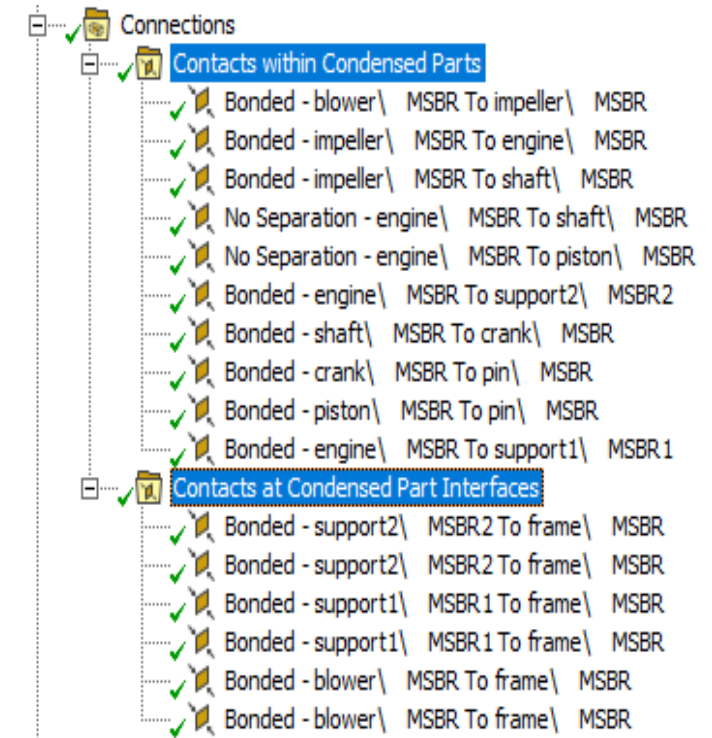 Connections
Contacts within Condensed Parts
Bonded - blower\ MSBR To impeller\ MSBR
Bonded - impeller\ MSBR To engine\ MSBR
Bonded - impeller\ MSBR To shaft\ MSBR
No Separation - engine\ MSBR To shaft\ MSBR
No Separation - engine\ MSBR To piston\ MSBR
Bonded - engine\ MSBR To support2\ MSBR2
Bonded - shaft\ MSBR To crank\ MSBR
Bonded - crank\ MSBR To pin\ MSBR
Bonded - piston\ MSBR To pin\ MSBR
Bonded - engine\ MSBR To support1\ MSBR1
Contacts at Condensed Part Interfaces
Bonded - support2\ MSBR2 To frame\ MSBR
Bonded - support2\ MSBR2 To frame\ MSBR
Bonded - support1\ MSBR1 To frame\ MSBR
Bonded - support1\ MSBR1 To frame\ MSBR
Bonded - blower\ MSBR To frame\ MSBR
Bonded - blower\ MSBR To frame\ MSBR